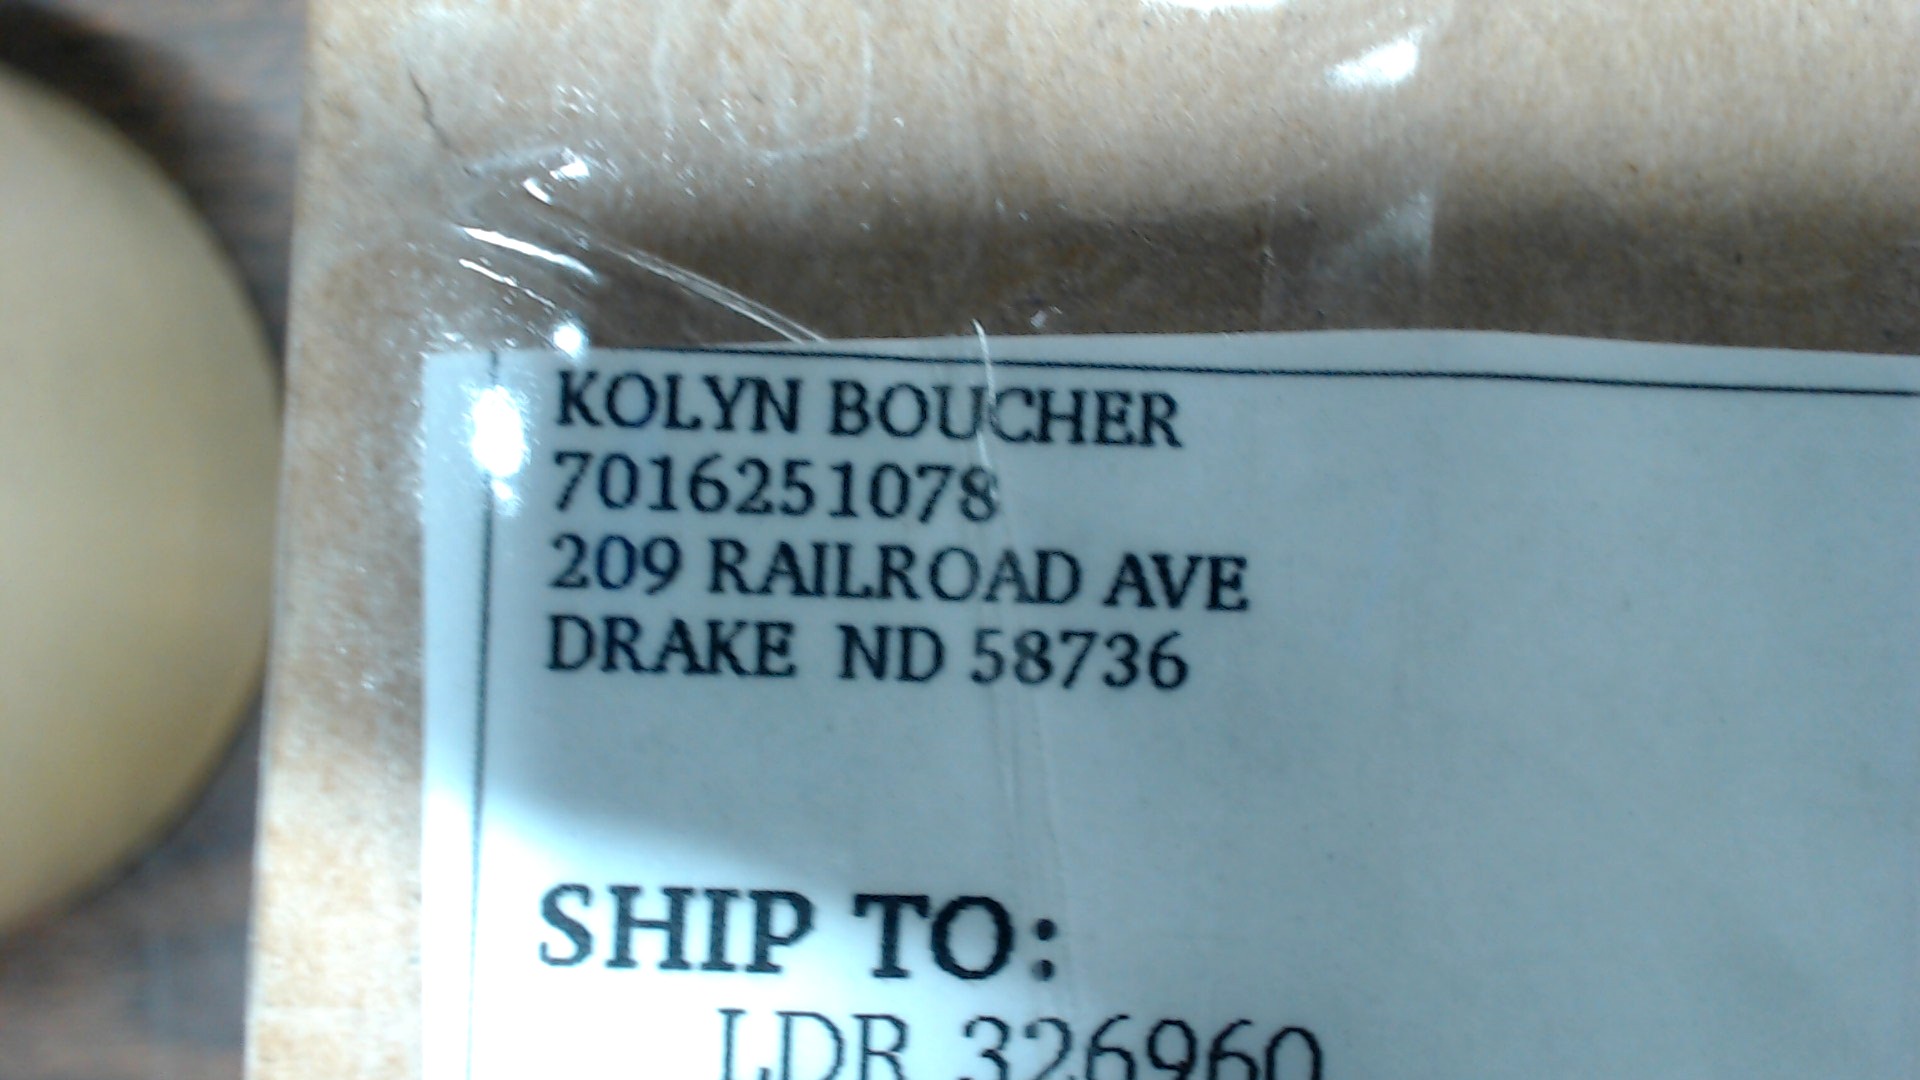 KOLYN BOUCHER
7016251078
209 RAILROAD AVE
DRAKE ND 58736
SHIP TO:
LDR 326960